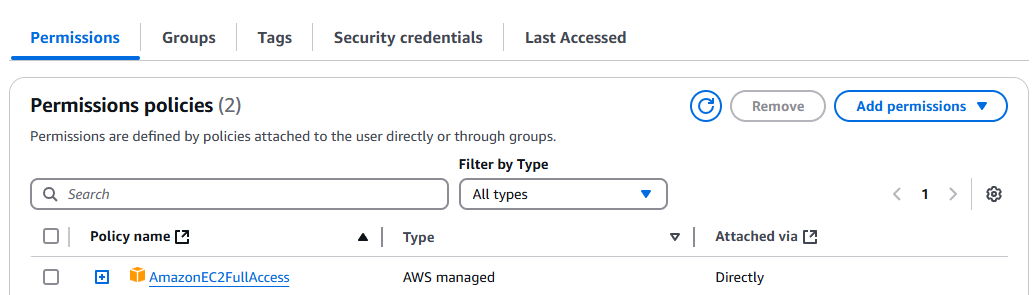 Permissions Groups Tags Security credentials Last Accessed
Permissions policies (2) Remove Add permissions
Permissions are defined by policies attached to the user directly or through groups.
Filter by Type
Search All types 1
Policy name Type Attached via
AmazonEC2FullAccess AWS managed Directly